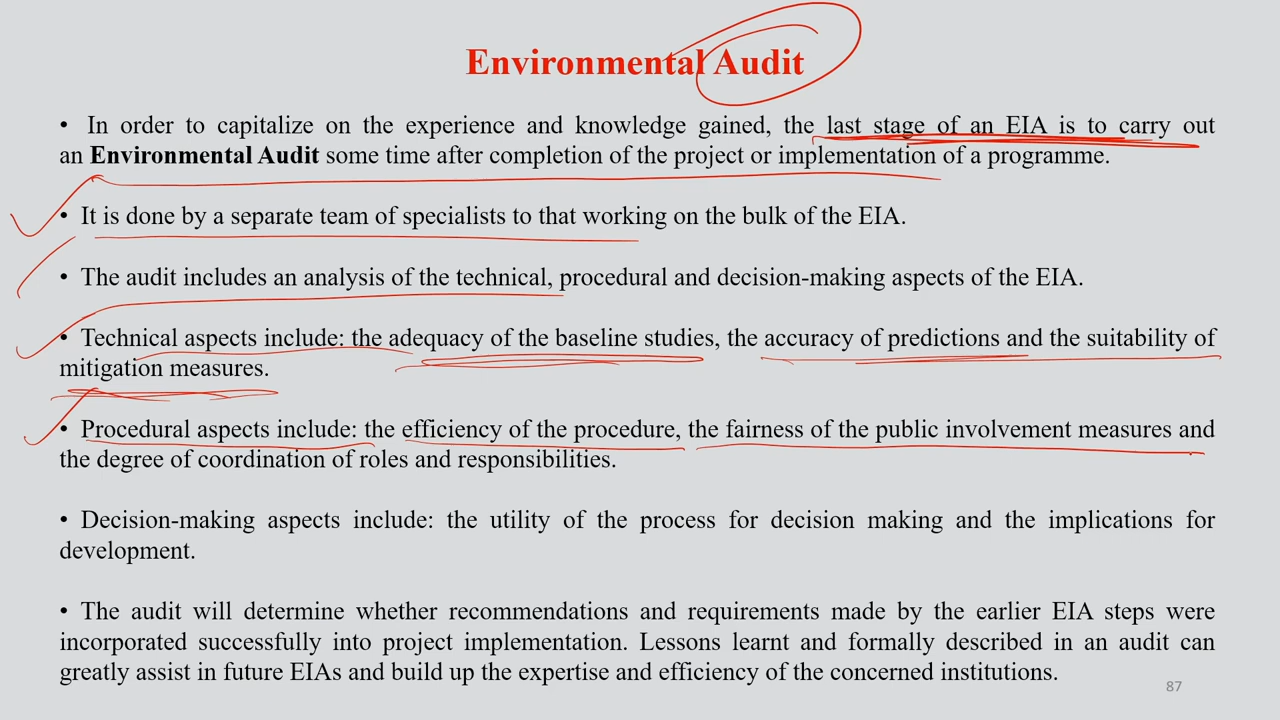 Environmental Audit
• In order to capitalize on the experience and knowledge gained, the last stage of an EIA is to carry out
an Environmental Audit some time after completion of the project or implementation of a programme.
• It is done by a separate team of specialists to that working on the bulk of the EIA.
• The audit includes an analysis of the technical, procedural and decision-making aspects of the EIA.
• Technical aspects include: the adequacy of the baseline studies, the accuracy of predictions and the suitability of
mitigation measures.
• Procedural aspects include: the efficiency of the procedure, the fairness of the public involvement measures and
the degree of coordination of roles and responsibilities.
• Decision-making aspects include: the utility of the process for decision making and the implications for
development.
• The audit will determine whether recommendations and requirements made by the earlier EIA steps were
incorporated successfully into project implementation. Lessons learnt and formally described in an audit can
greatly assist in future EIAs and build up the expertise and efficiency of the concerned institutions.
87